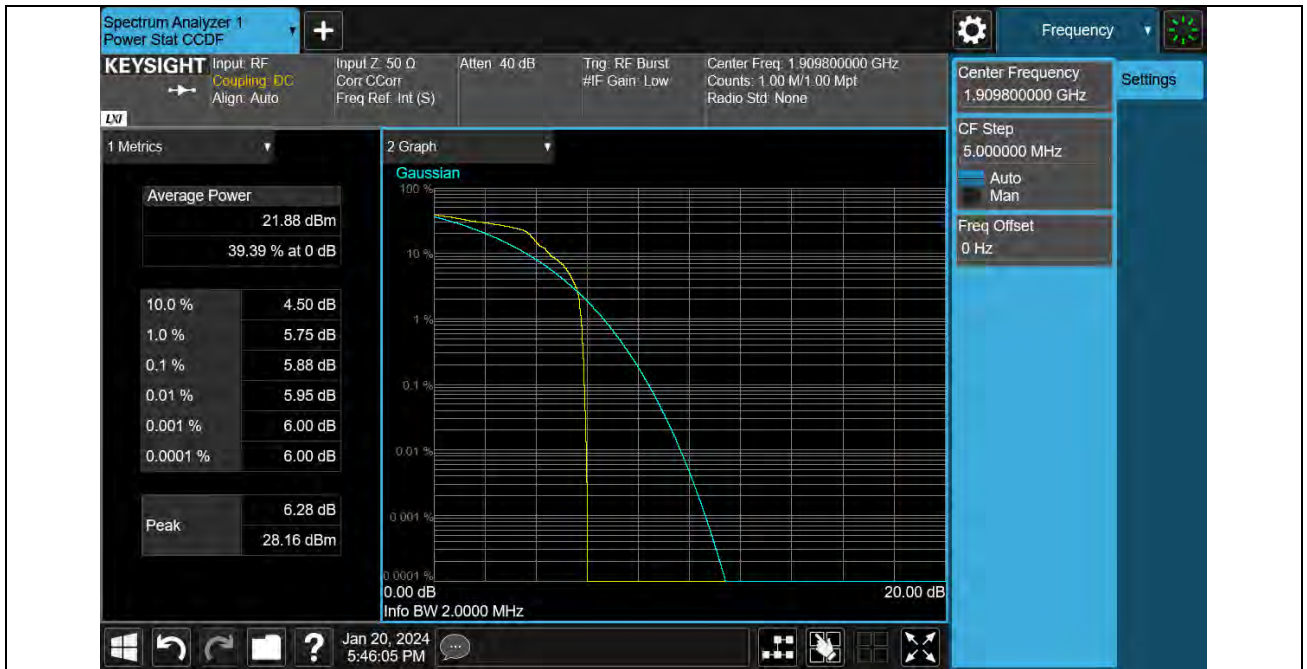 Spectrum Analyzer 1
Power Stat CCDF
Frequency
KEYSIGHT
Input: RF
Coupling: DC
Align: Auto
Input Z: 50 Ω
Corr CCorr
Freq Ref: Int (S)
Atten: 40 dB
Trig: RF Burst
#IF Gain: Low
Center Freq: 1.909800000 GHz
Counts: 1.00 M/1.00 Mpt
Radio Std: None
LXI
Center Frequency
1.909800000 GHz
Settings
CF Step
5.000000 MHz
Auto
Man
Freq Offset
0 Hz
1 Metrics
Average Power
21.88 dBm
39.39 % at 0 dB
10.0 % 4.50 dB
1.0 % 5.75 dB
0.1 % 5.88 dB
0.01 % 5.95 dB
0.001 % 6.00 dB
0.0001 % 6.00 dB
Peak
6.28 dB
28.16 dBm
2 Graph
Gaussian
100 %
10 %
1 %
0.1 %
0.01 %
0.001 %
0.0001 %
0.00 dB 20.00 dB
Info BW 2.0000 MHz
Jan 20, 2024
5:46:05 PM